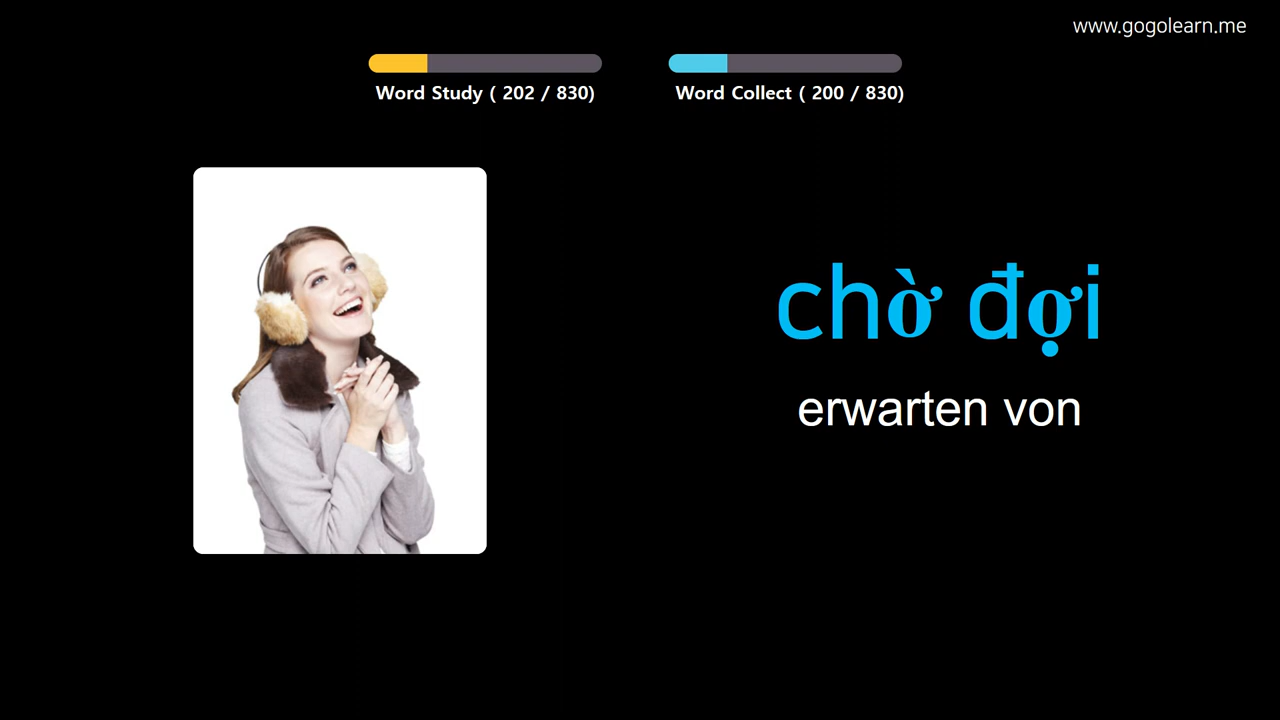 www.gogolearn.me
Word Study ( 202 / 830)
Word Collect ( 200 / 830)
chờ đợi
erwarten von